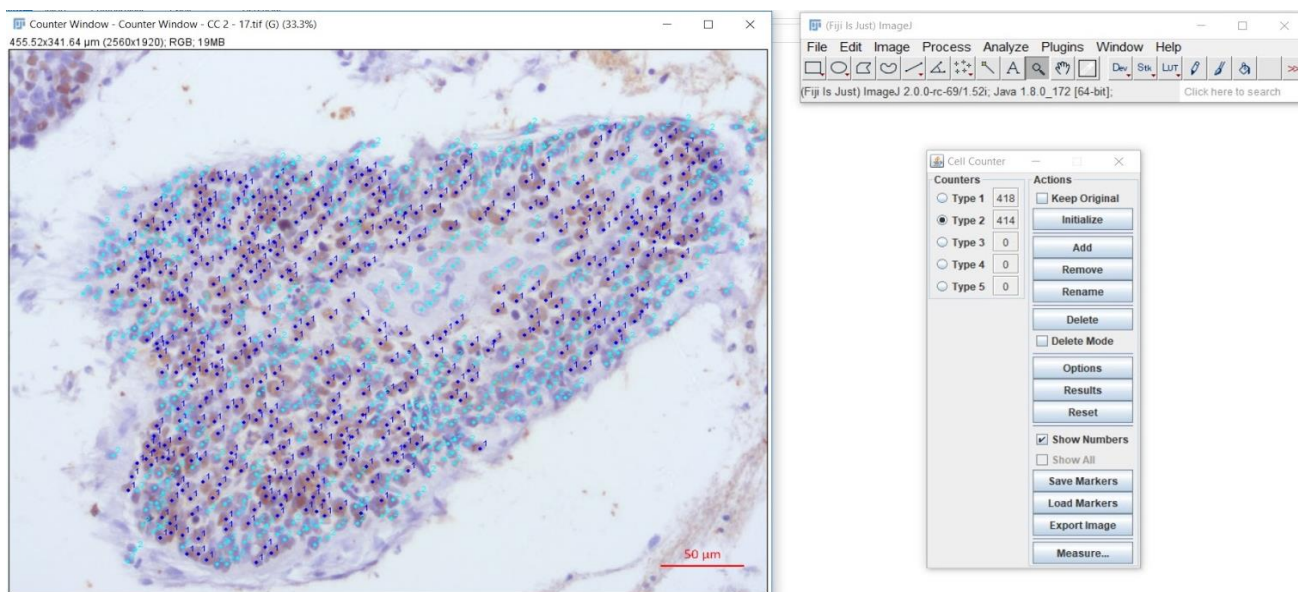 Counter Window - Counter Window - CC 2 - 17.tif (G) (33.3%)
455.52x341.64 µm (2560x1920); RGB; 19MB
50 µm
(Fiji Is Just) ImageJ
File Edit Image Process Analyze Plugins Window Help
Dev Stk LUT >>
(Fiji Is Just) ImageJ 2.0.0-rc-69/1.52i; Java 1.8.0_172 [64-bit];
Click here to search
Cell Counter
Counters
Type 1 418
Type 2 414
Type 3 0
Type 4 0
Type 5 0
Actions
Keep Original
Initialize
Add
Remove
Rename
Delete
Delete Mode
Options
Results
Reset
Show Numbers
Show All
Save Markers
Load Markers
Export Image
Measure...